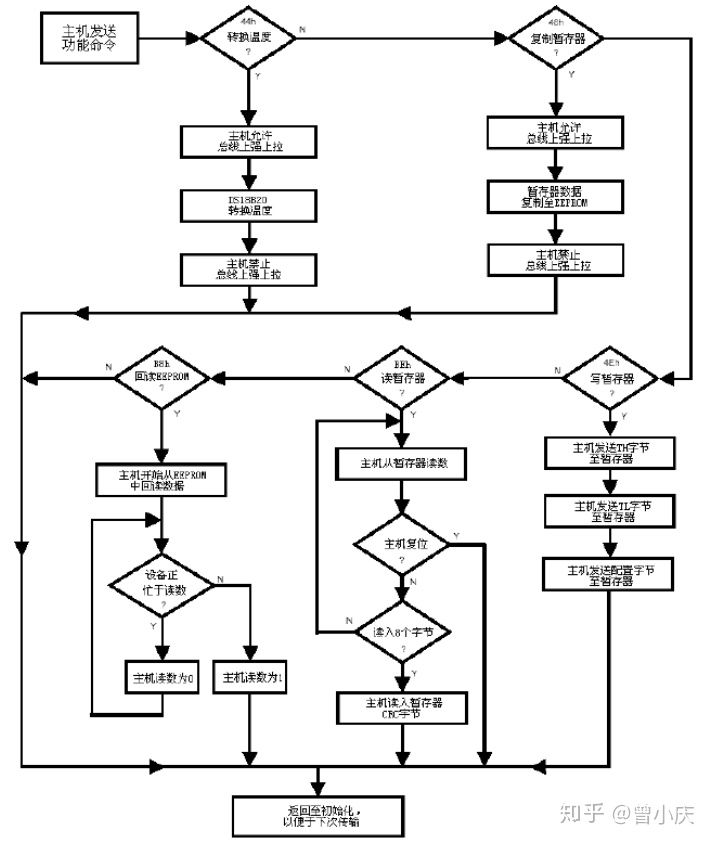 主机发送
功能命令
44h
转换温度
?
N
Y
48h
复制暂存器
?
N
Y
主机允许
总线上强上拉
主机允许
总线上强上拉
DS18B20
转换温度
暂存器数据
复制至EEPROM
主机禁止
总线上强上拉
主机禁止
总线上强上拉
B8h
回读EEPROM
?
N
Y
BEh
读暂存器
?
N
Y
4Eh
写暂存器
?
N
Y
主机开始从EEPROM
中回读数据
主机从暂存器读数
主机发送TH字节
至暂存器
主机发送TL字节
至暂存器
主机发送配置字节
至暂存器
设备正
忙于读数
?
N
Y
主机复位
?
Y
N
读入8个字节
?
N
Y
主机读数为0
主机读数为1
主机读入暂存器
CRC字节
返回至初始化,
以便于下次传输
知乎 @曾小庆